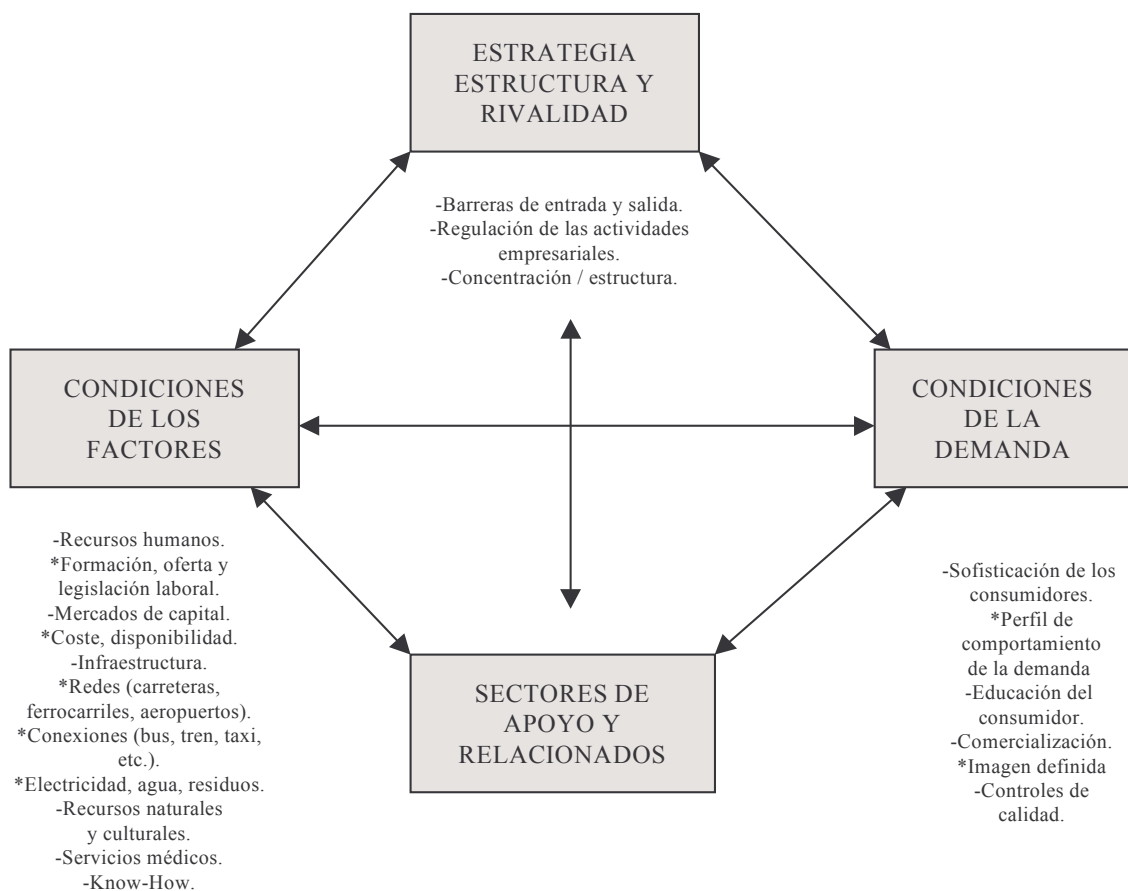 ESTRATEGIA
ESTRUCTURA Y
RIVALIDAD
-Barreras de entrada y salida.
-Regulación de las actividades
empresariales.
-Concentración / estructura.
CONDICIONES
DE LOS
FACTORES
CONDICIONES
DE LA
DEMANDA
-Recursos humanos.
*Formación, oferta y
legislación laboral.
-Mercados de capital.
*Coste, disponibilidad.
-Infraestructura.
*Redes (carreteras,
ferrocarriles, aeropuertos).
*Conexiones (bus, tren, taxi,
etc.).
*Electricidad, agua, residuos.
-Recursos naturales
y culturales.
-Servicios médicos.
-Know-How.
SECTORES DE
APOYO Y
RELACIONADOS
-Sofisticación de los
consumidores.
*Perfil de
comportamiento
de la demanda
-Educación del
consumidor.
-Comercialización.
*Imagen definida
-Controles de
calidad.